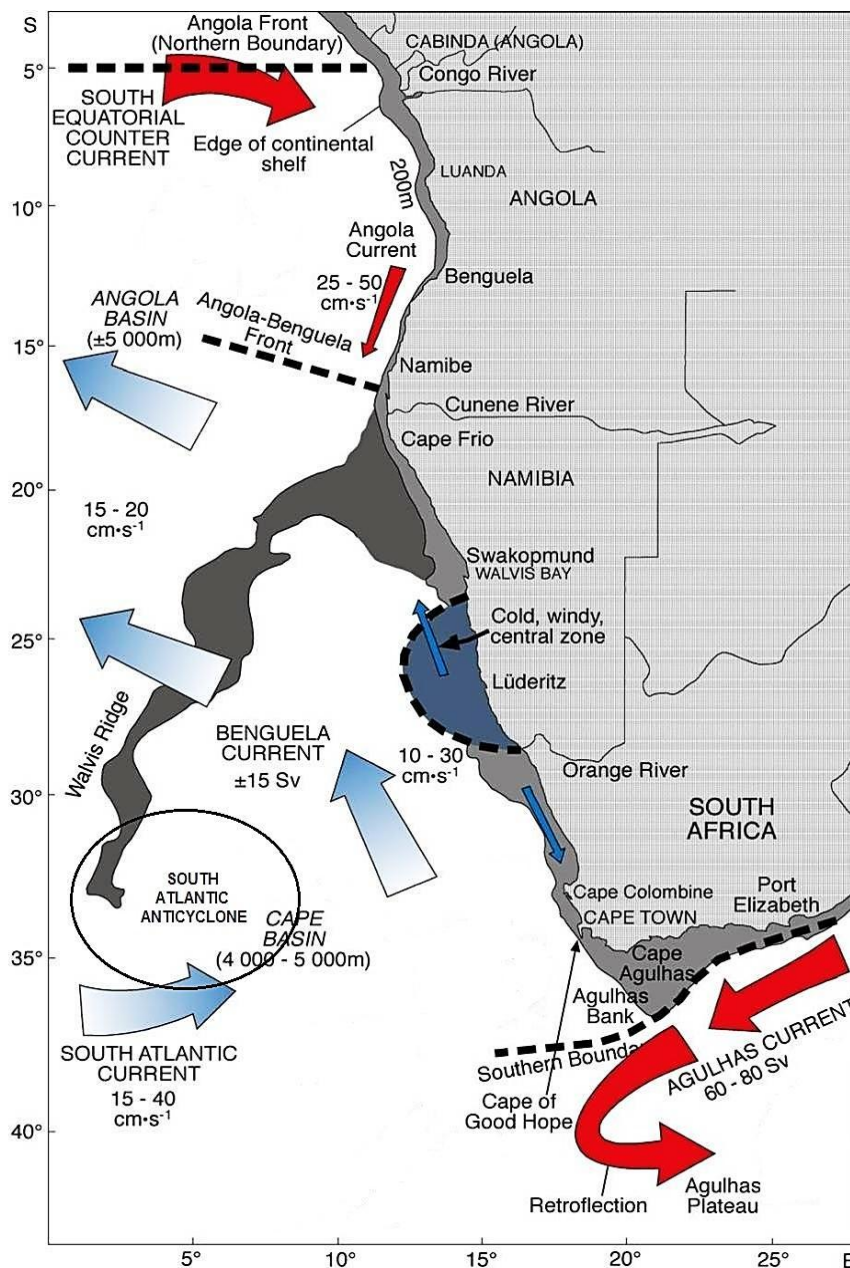 S
Angola Front
(Northern Boundary)
CABINDA (ANGOLA)
5°
Congo River
SOUTH
EQUATORIAL
COUNTER
CURRENT
Edge of continental
shelf
200m
LUANDA
ANGOLA
10°
Angola
Current
25 - 50
cm•s⁻¹
Benguela
ANGOLA
BASIN
(±5 000m)
Angola-Benguela
Front
15°
Namibe
Cunene River
Cape Frio
NAMIBIA
20°
15 - 20
cm•s⁻¹
Swakopmund
WALVIS BAY
Cold, windy,
central zone
25°
Lüderitz
Walvis Ridge
BENGUELA
CURRENT
±15 Sv
10 - 30
cm•s⁻¹
Orange River
30°
SOUTH
AFRICA
SOUTH
ATLANTIC
ANTICYCLONE
Cape Colombine
CAPE TOWN
Port
Elizabeth
CAPE
BASIN
(4 000 - 5 000m)
35°
Cape
Agulhas
Agulhas
Bank
AGULHAS CURRENT
60 - 80 Sv
SOUTH ATLANTIC
CURRENT
15 - 40
cm•s⁻¹
Southern Bounda
Cape of
Good Hope
40°
Retroflection
Agulhas
Plateau
5°
10°
15°
20°
25°
E